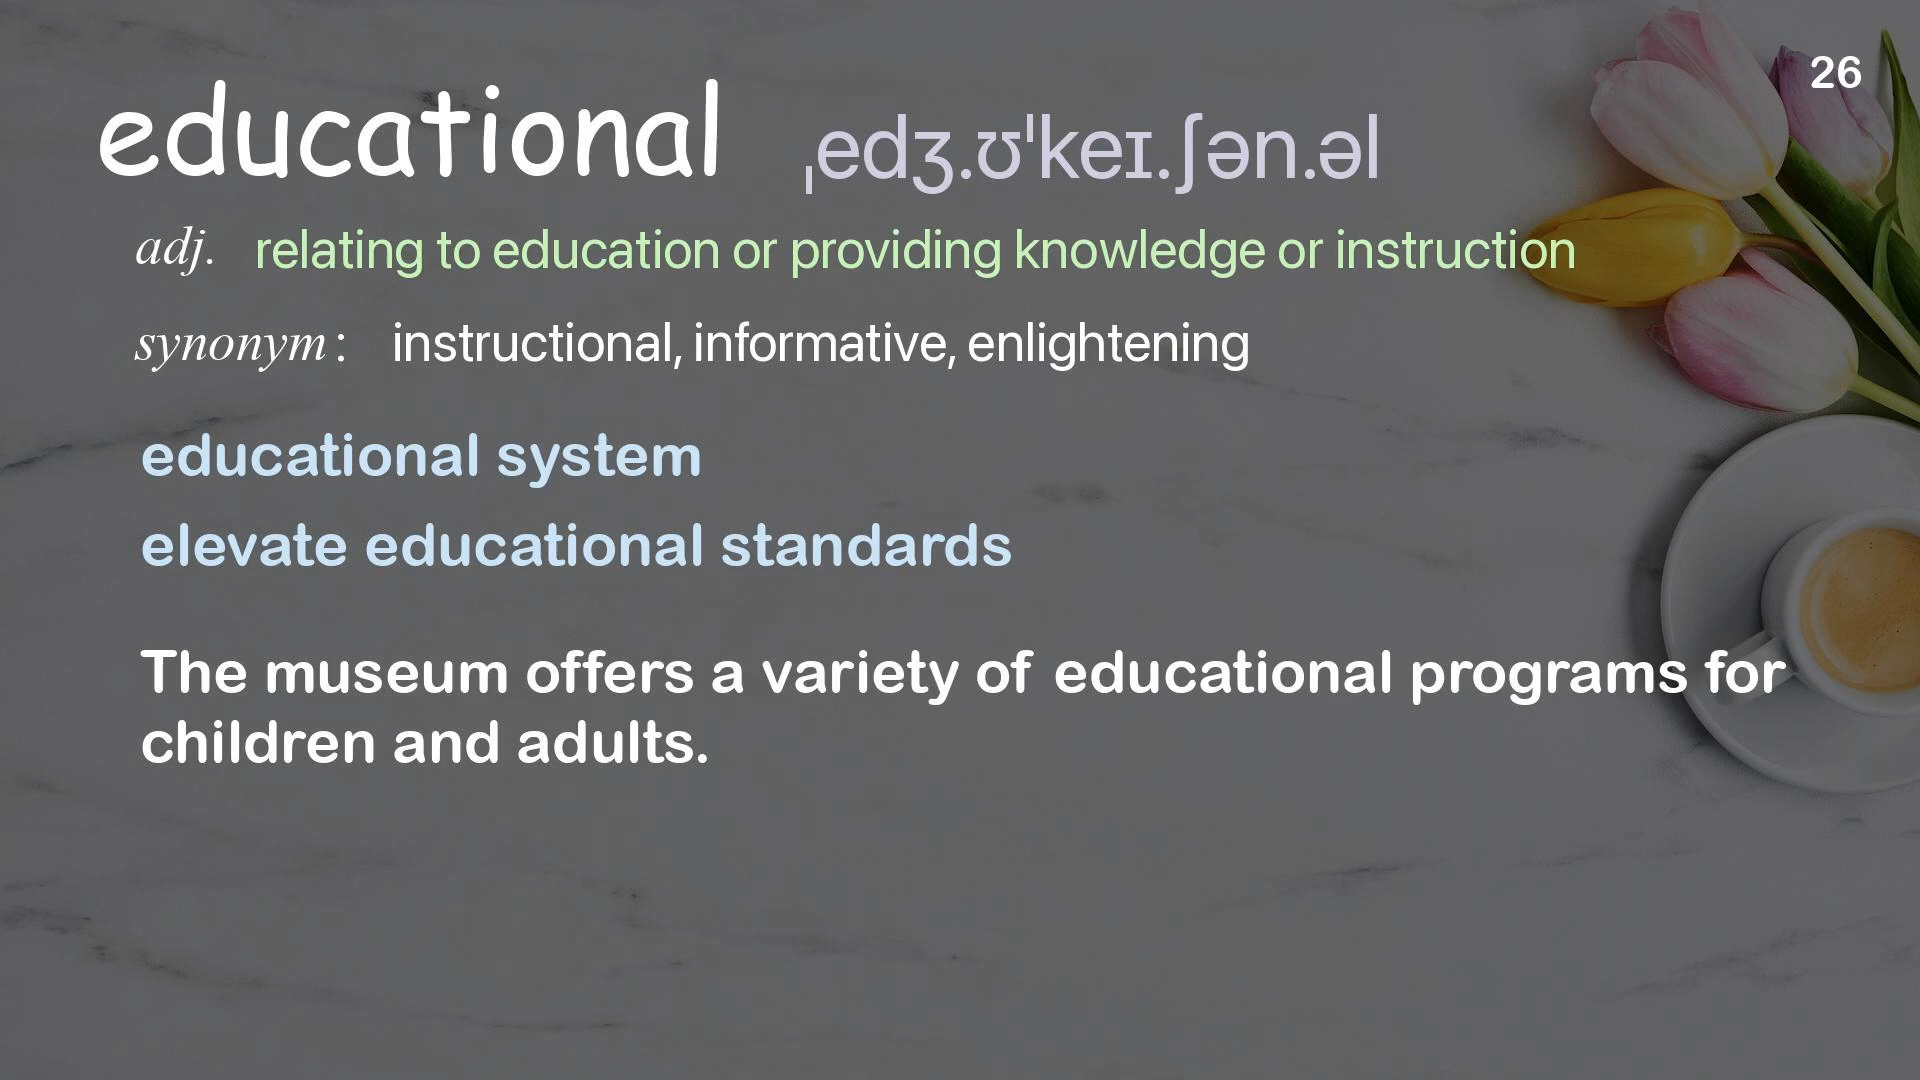 26
educational ˌedʒ.ʊˈkeɪ.ʃən.əl
adj. relating to education or providing knowledge or instruction
synonym: instructional, informative, enlightening
educational system
elevate educational standards
The museum offers a variety of educational programs for
children and adults.